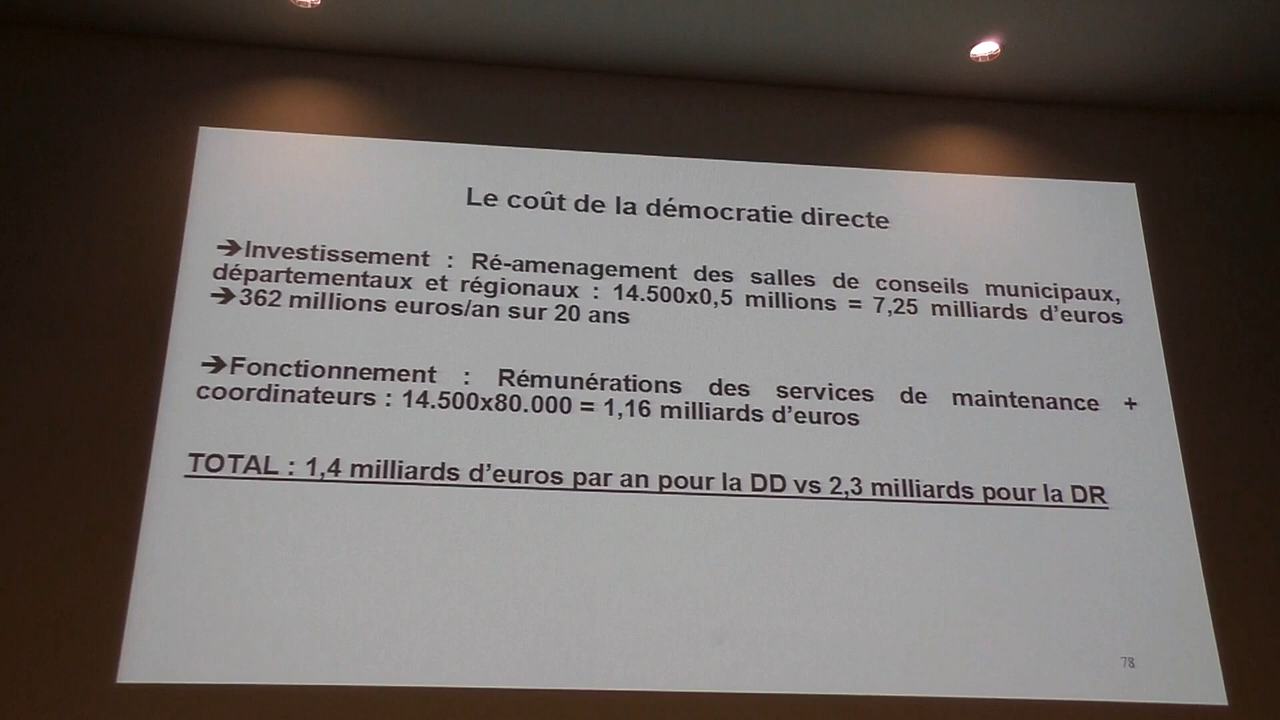 Le coût de la démocratie directe
➔Investissement : Ré-amenagement des salles de conseils municipaux,
départementaux et régionaux : 14.500x0,5 millions = 7,25 milliards d'euros
➔362 millions euros/an sur 20 ans
➔Fonctionnement : Rémunérations des services de maintenance +
coordinateurs : 14.500x80.000 = 1,16 milliards d'euros
TOTAL : 1,4 milliards d'euros par an pour la DD vs 2,3 milliards pour la DR
78